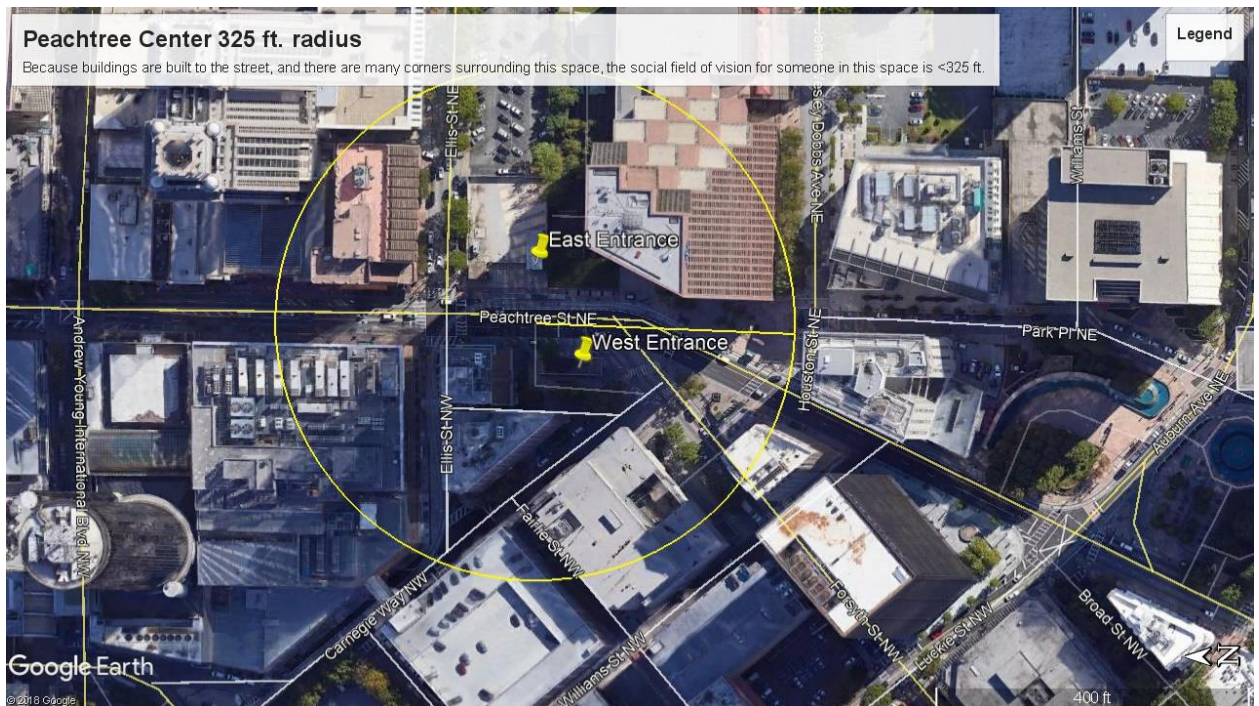 Peachtree Center 325 ft. radius
Because buildings are built to the street, and there are many corners surrounding this space, the social field of vision for someone in this space is <325 ft.
Legend
Ellis St NE
East Entrance
Peachtree St NE
West Entrance
Andrew Young International Blvd NW
Ellis St NW
Houston St NE
Park Pl NE
Auburn Ave NE
William St
Carnegie Way NW
Fairlie St NW
Williams St NW
Forsyth St NW
Luckie St NW
Broad St NW
N
Google Earth
© 2018 Google
400 ft